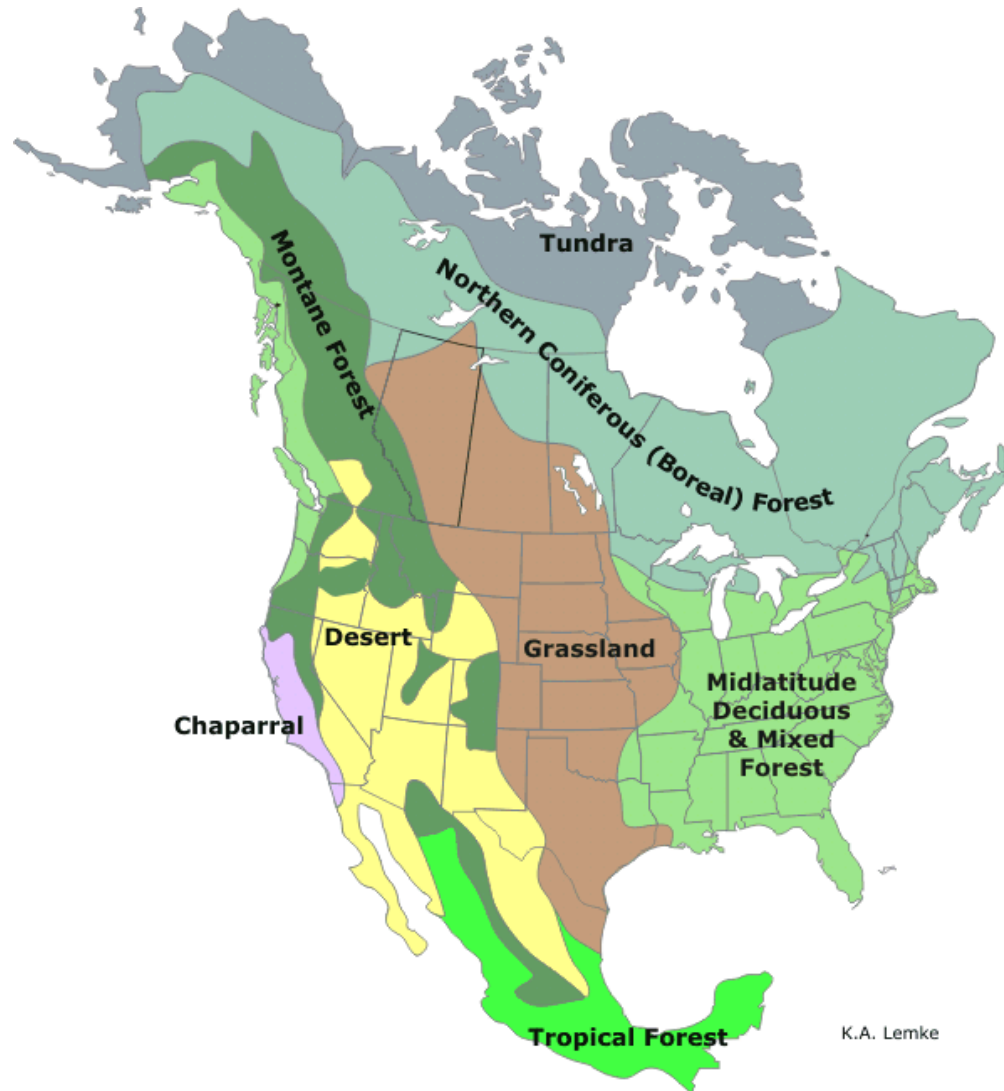 Tundra
Montane Forest
Northern Coniferous (Boreal) Forest
Desert
Grassland
Midlatitude
Deciduous
& Mixed
Forest
Chaparral
Tropical Forest
K.A. Lemke